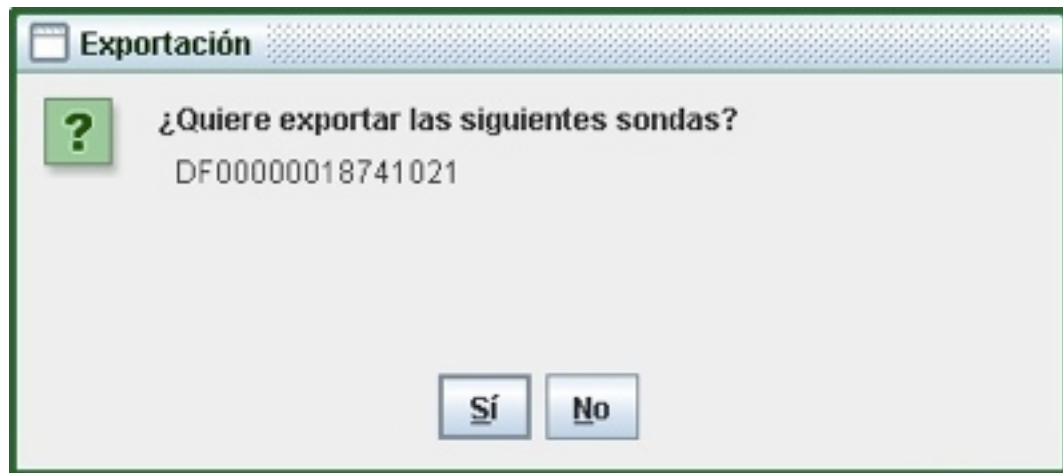 Exportación
?
¿Quiere exportar las siguientes sondas?
DF00000018741021
Sí No